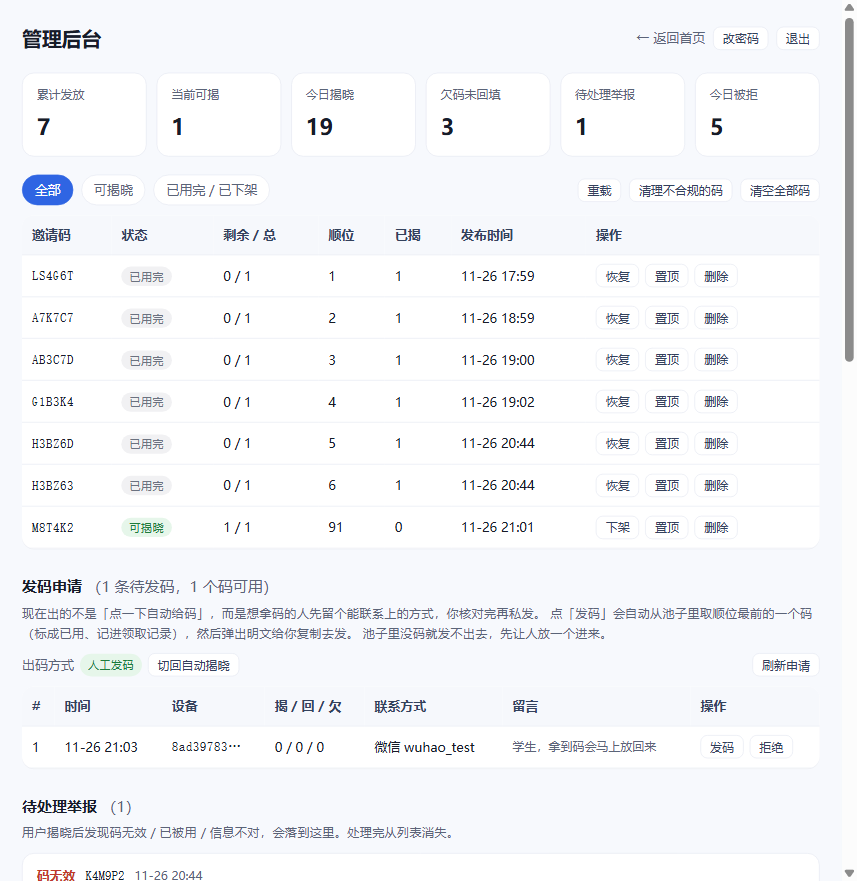 管理后台
← 返回首页 改密码 退出
累计发放 当前可揭 今日揭晓 欠码未回填 待处理举报 今日被拒
7 1 19 3 1 5
全部 可揭晓 已用完 / 已下架 重载 清理不合规的码 清空全部码
邀请码 状态 剩余 / 总 顺位 已揭 发布时间 操作
LS4G6T 已用完 0 / 1 1 1 11-26 17:59 恢复 置顶 删除
A7K7C7 已用完 0 / 1 2 1 11-26 18:59 恢复 置顶 删除
AB3C7D 已用完 0 / 1 3 1 11-26 19:00 恢复 置顶 删除
G1B3K4 已用完 0 / 1 4 1 11-26 19:02 恢复 置顶 删除
H3BZ6D 已用完 0 / 1 5 1 11-26 20:44 恢复 置顶 删除
H3BZ63 已用完 0 / 1 6 1 11-26 20:44 恢复 置顶 删除
M8T4K2 可揭晓 1 / 1 91 0 11-26 21:01 下架 置顶 删除
发码申请 （1 条待发码，1 个码可用）
现在出的不是「点一下自动给码」，而是想拿码的人先留个能联系上的方式，你核对完再私发。 点「发码」会自动从池子里取顺位最前的一个码
（标成已用、记进领取记录），然后弹出明文给你复制去发。 池子里没码就发不出去，先让人放一个进来。
出码方式 人工发码 切回自动揭晓 刷新申请
# 时间 设备 揭 / 回 / 欠 联系方式 留言 操作
1 11-26 21:03 8ad39783… 0 / 0 / 0 微信 wuhao_test 学生，拿到码会马上放回来 发码 拒绝
待处理举报 （1）
用户揭晓后发现码无效 / 已被用 / 信息不对，会落到这里。处理完从列表消失。
码无效 K4M9P2 11-26 20:44